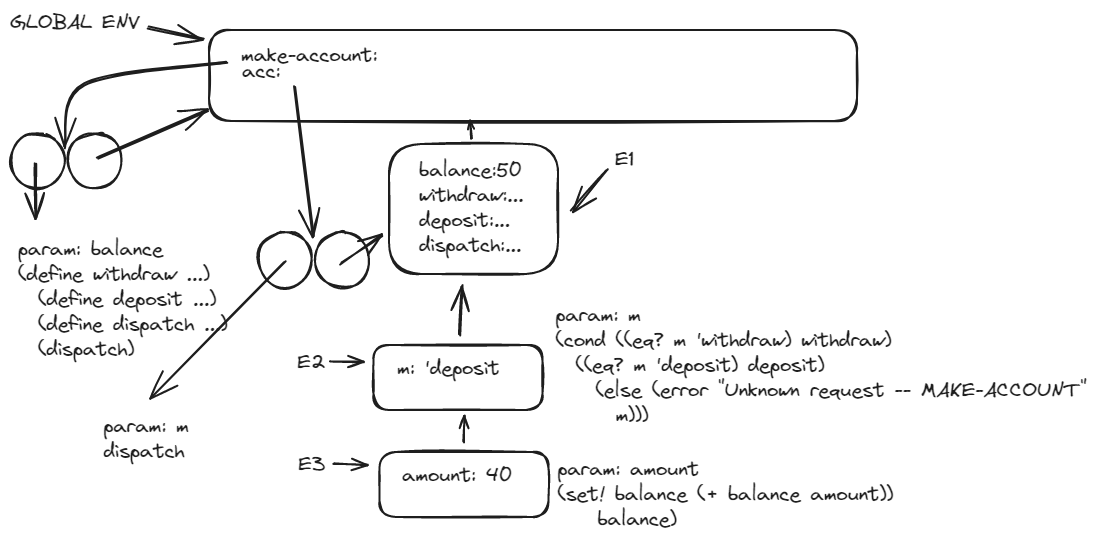 GLOBAL ENV
make-account:
acc:
balance:50
withdraw:...
deposit:...
dispatch:...
E1
param: balance
(define withdraw ...)
(define deposit ...)
(define dispatch ...)
(dispatch)
param: m
(cond ((eq? m 'withdraw) withdraw)
((eq? m 'deposit) deposit)
(else (error "Unknown request -- MAKE-ACCOUNT"
m)))
E2
m: 'deposit
param: m
dispatch
E3
amount: 40
param: amount
(set! balance (+ balance amount))
balance)